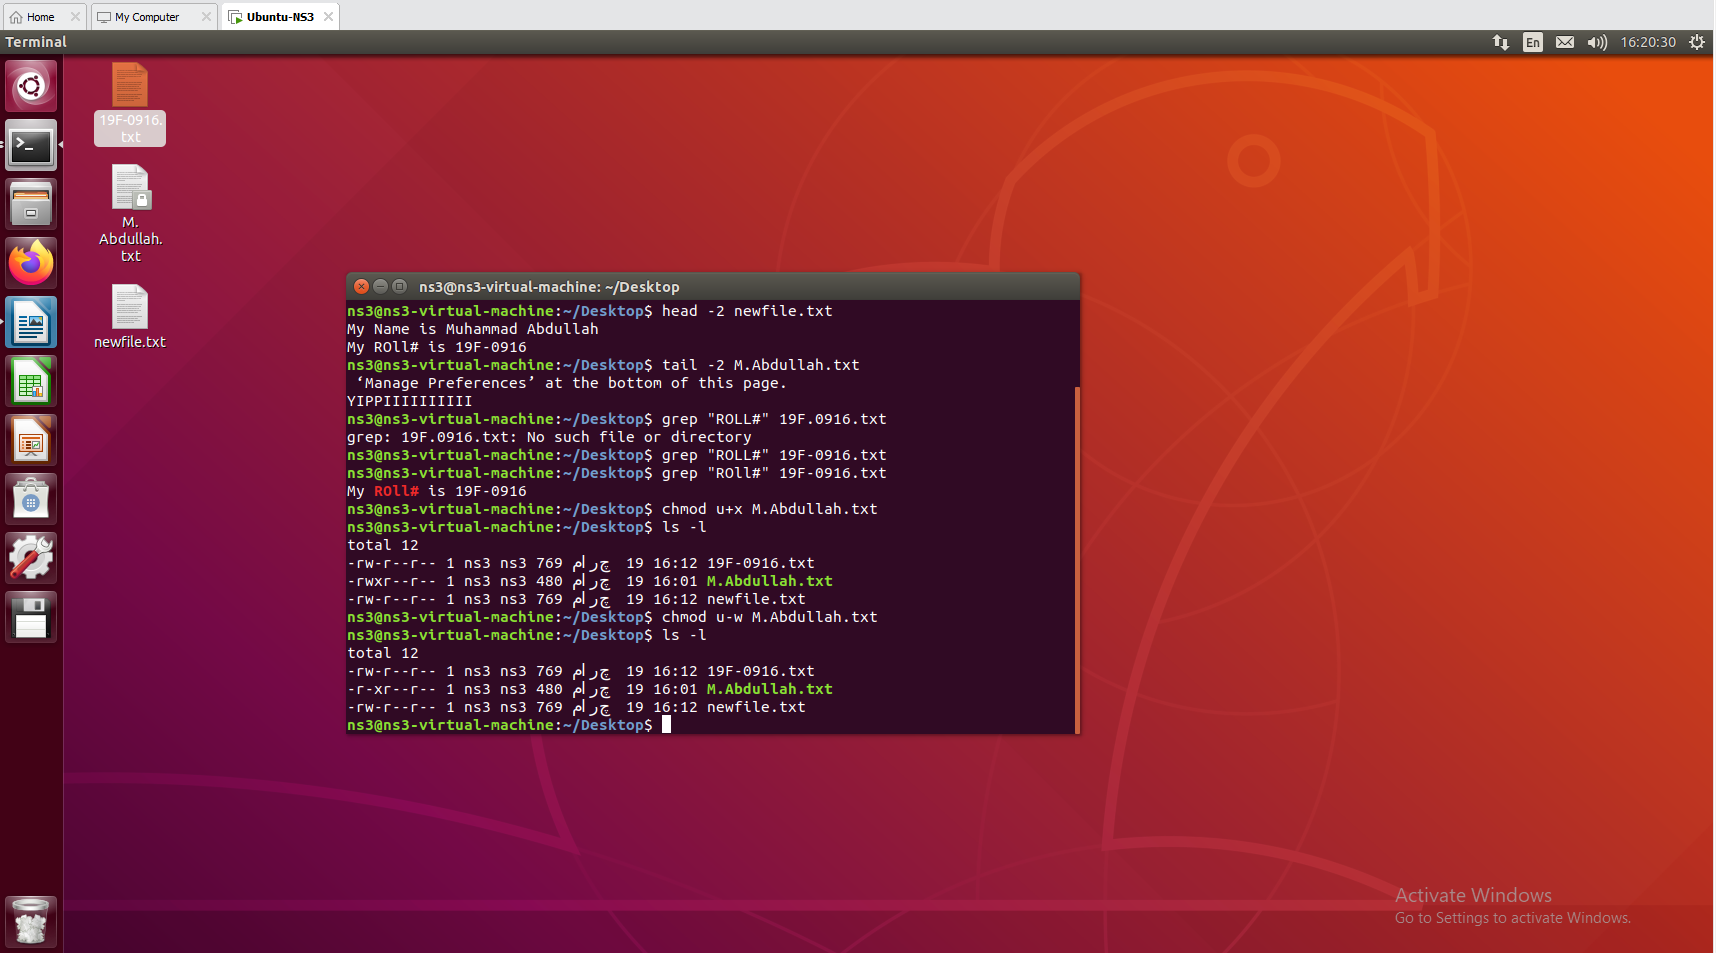 Home
My Computer
Ubuntu-NS3
Terminal
En
16:20:30
19F-0916.
txt
M.
Abdullah.
txt
newfile.txt
ns3@ns3-virtual-machine: ~/Desktop
ns3@ns3-virtual-machine:~/Desktop$ head -2 newfile.txt
My Name is Muhammad Abdullah
My ROll# is 19F-0916
ns3@ns3-virtual-machine:~/Desktop$ tail -2 M.Abdullah.txt
‘Manage Preferences’ at the bottom of this page.
YIPPIIIIIIIIII
ns3@ns3-virtual-machine:~/Desktop$ grep "ROLL#" 19F.0916.txt
grep: 19F.0916.txt: No such file or directory
ns3@ns3-virtual-machine:~/Desktop$ grep "ROLL#" 19F-0916.txt
ns3@ns3-virtual-machine:~/Desktop$ grep "ROll#" 19F-0916.txt
My ROll# is 19F-0916
ns3@ns3-virtual-machine:~/Desktop$ chmod u+x M.Abdullah.txt
ns3@ns3-virtual-machine:~/Desktop$ ls -l
total 12
-rw-r--r-- 1 ns3 ns3 769 مارچ 19 16:12 19F-0916.txt
-rwxr--r-- 1 ns3 ns3 480 مارچ 19 16:01 M.Abdullah.txt
-rw-r--r-- 1 ns3 ns3 769 مارچ 19 16:12 newfile.txt
ns3@ns3-virtual-machine:~/Desktop$ chmod u-w M.Abdullah.txt
ns3@ns3-virtual-machine:~/Desktop$ ls -l
total 12
-rw-r--r-- 1 ns3 ns3 769 مارچ 19 16:12 19F-0916.txt
-r-xr--r-- 1 ns3 ns3 480 مارچ 19 16:01 M.Abdullah.txt
-rw-r--r-- 1 ns3 ns3 769 مارچ 19 16:12 newfile.txt
ns3@ns3-virtual-machine:~/Desktop$
Activate Windows
Go to Settings to activate Windows.